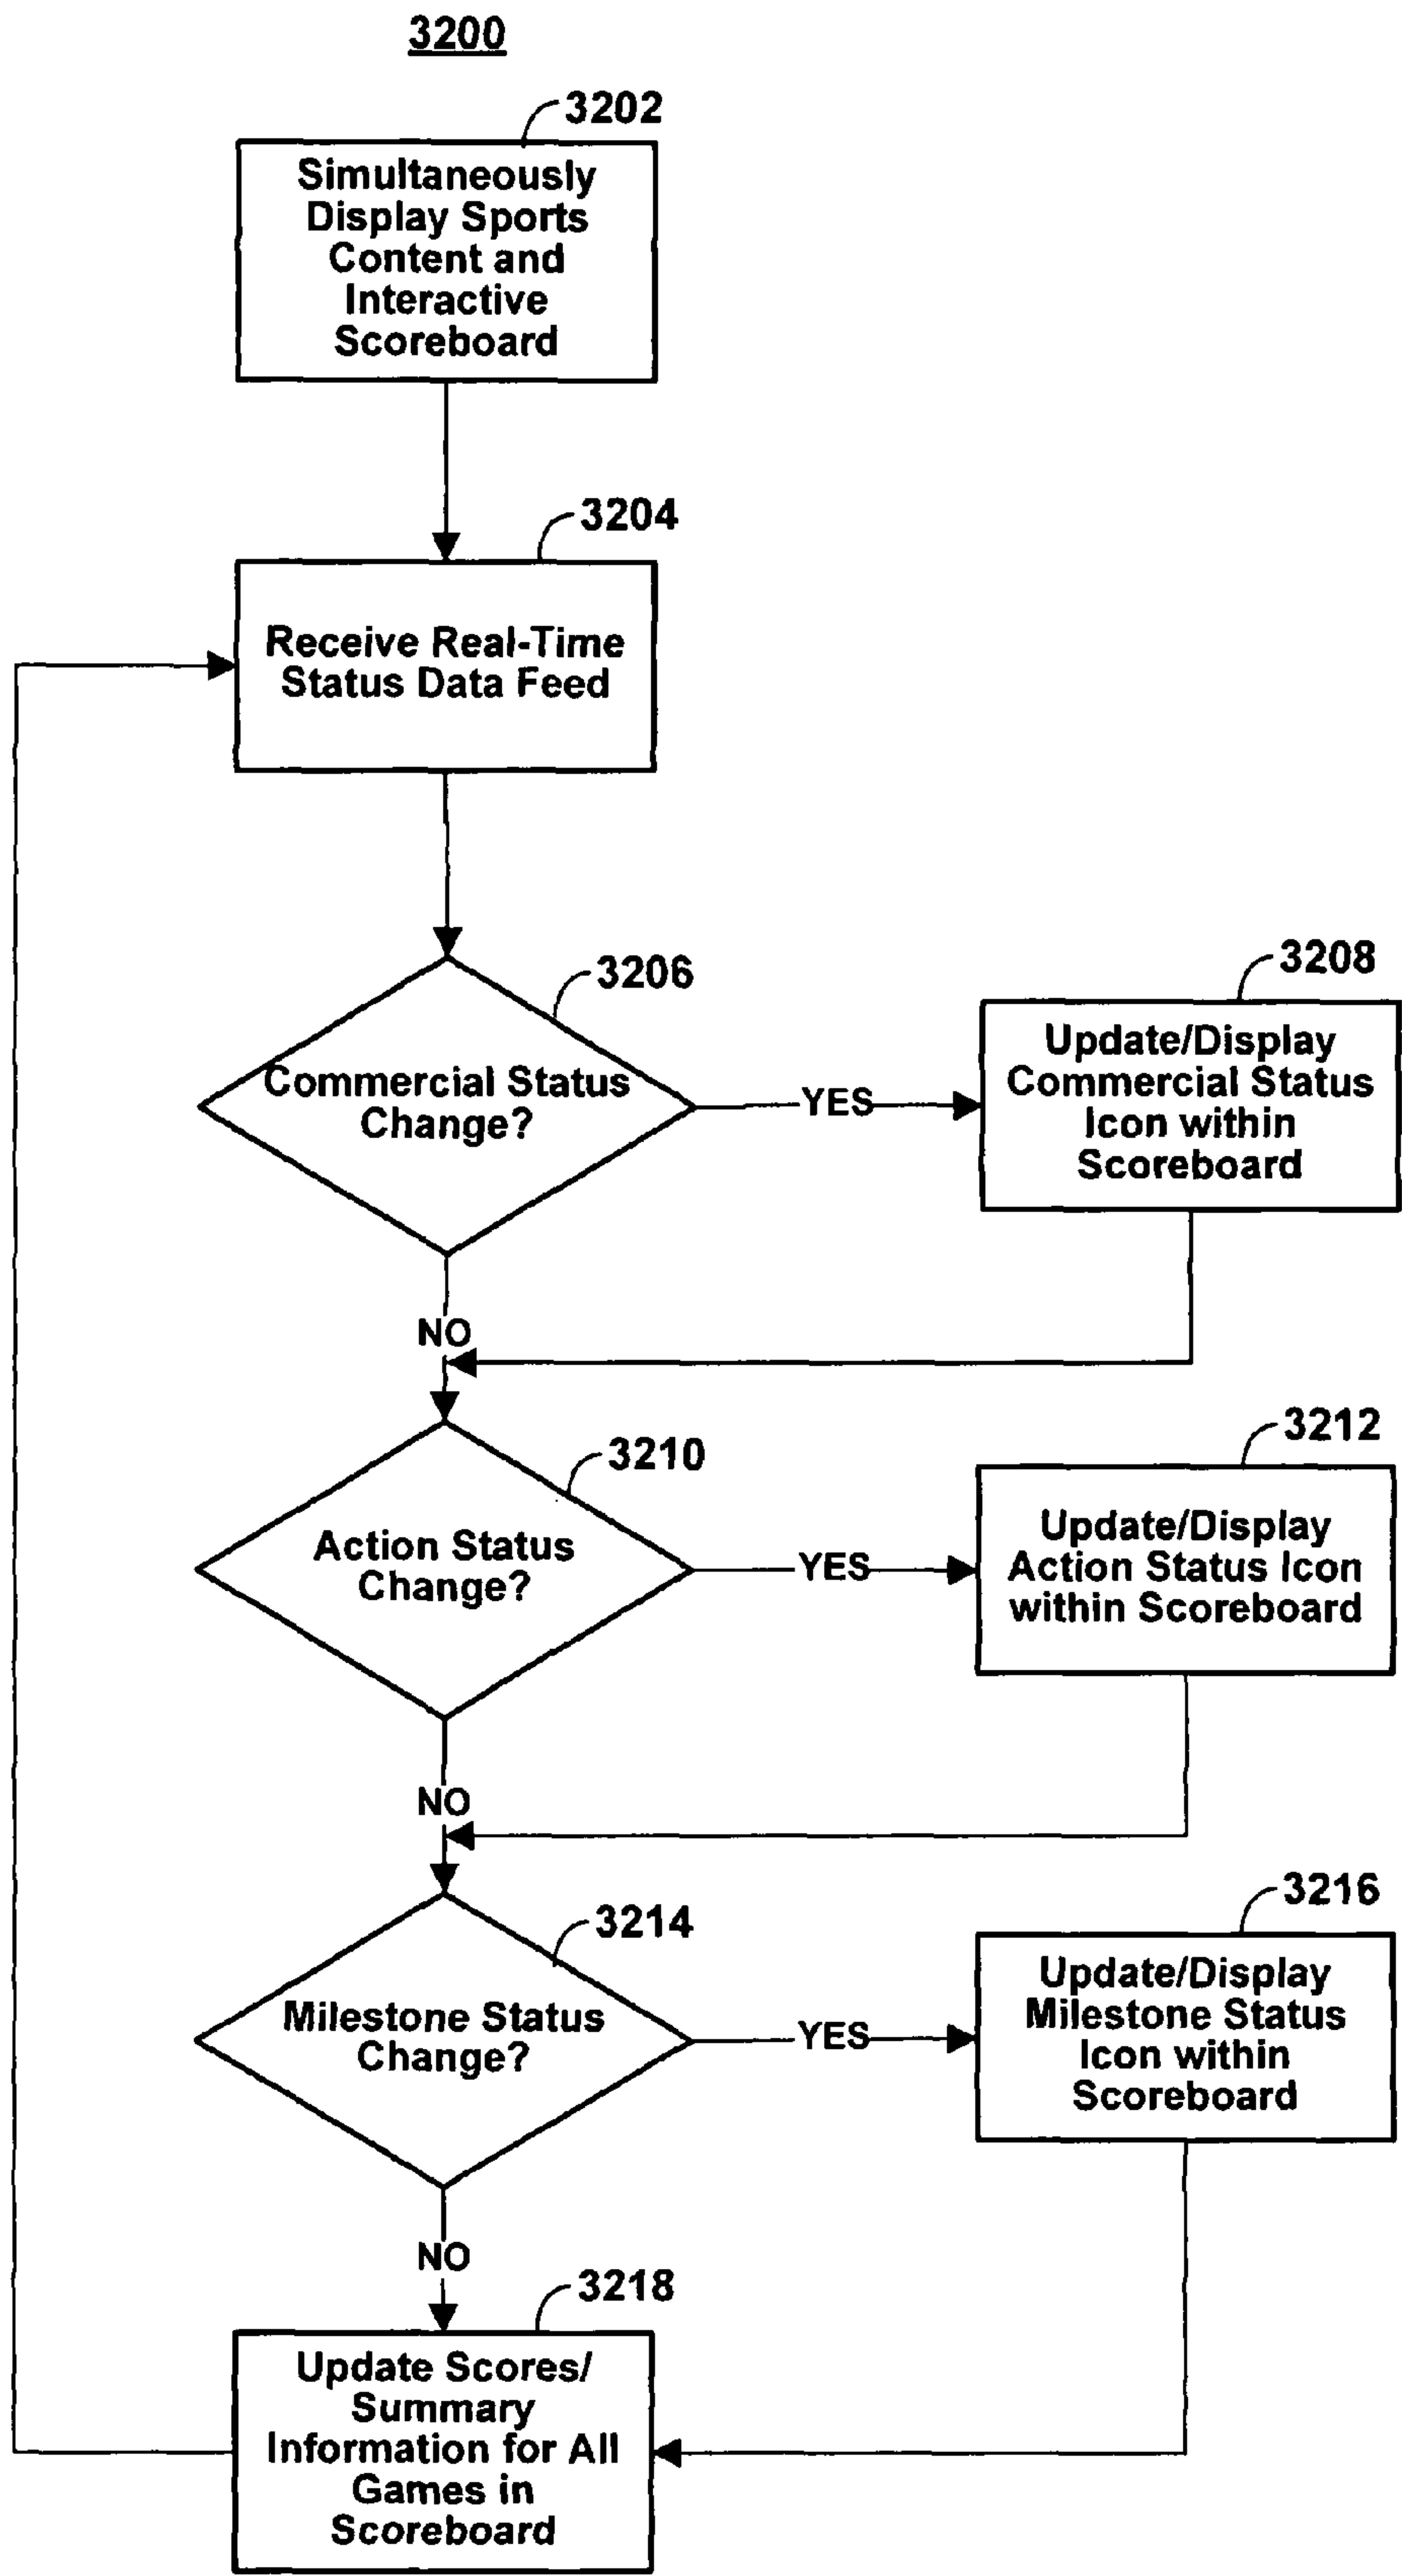 3200
3202
Simultaneously
Display Sports
Content and
Interactive
Scoreboard
3204
Receive Real-Time
Status Data Feed
3206
Commercial Status
Change?
YES
3208
Update/Display
Commercial Status
Icon within
Scoreboard
NO
3210
Action Status
Change?
YES
3212
Update/Display
Action Status Icon
within Scoreboard
NO
3214
Milestone Status
Change?
YES
3216
Update/Display
Milestone Status
Icon within
Scoreboard
NO
3218
Update Scores/
Summary
Information for All
Games in
Scoreboard